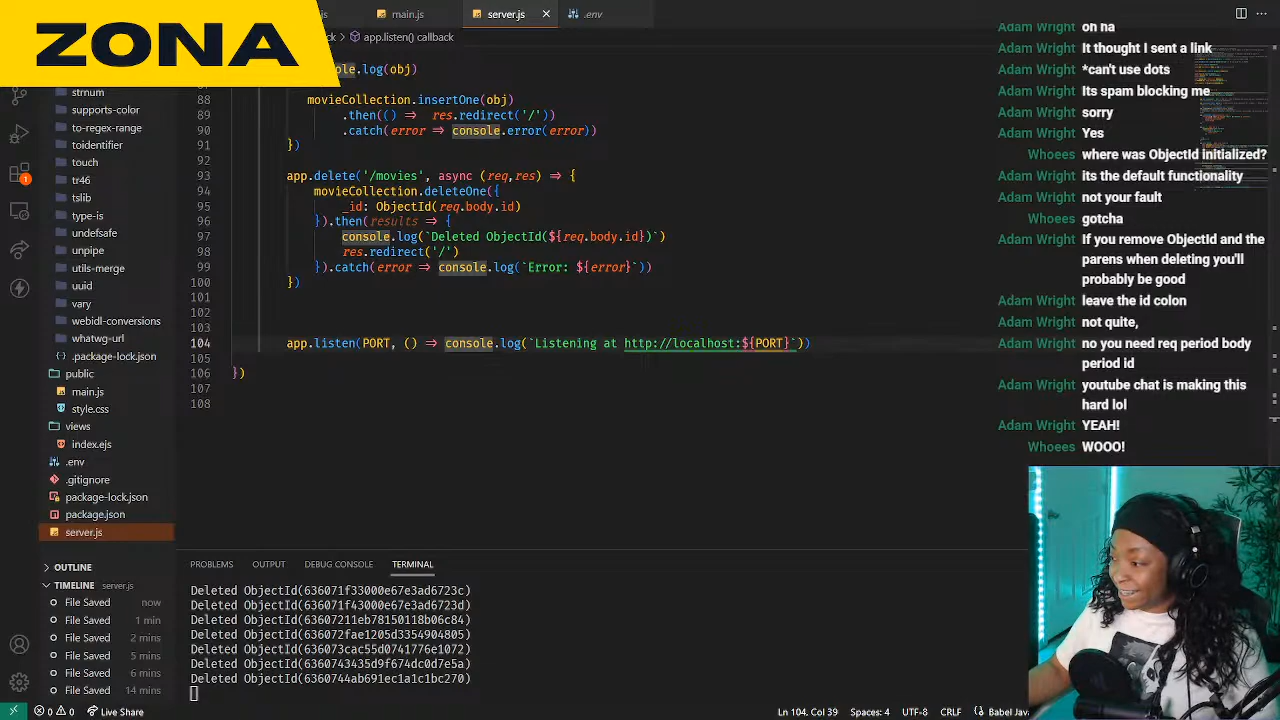 ZONA
main.js
server.js
.env
ck > app.listen() callback
strnum
supports-color
to-regex-range
toidentifier
touch
tr46
tslib
type-is
undefsafe
unpipe
utils-merge
uuid
vary
webidl-conversions
whatwg-url
.package-lock.json
public
main.js
style.css
views
index.ejs
.env
.gitignore
package-lock.json
package.json
server.js
OUTLINE
TIMELINE server.js
File Saved now
File Saved 1 min
File Saved 2 mins
File Saved 5 mins
File Saved 6 mins
File Saved 14 mins
.log(obj)
88 movieCollection.insertOne(obj)
89 .then(() => res.redirect('/'))
90 .catch(error => console.error(error))
91 })
92
93 app.delete('/movies', async (req,res) => {
94 movieCollection.deleteOne({
95 _id: ObjectId(req.body.id)
96 }).then(results => {
97 console.log(`Deleted ObjectId(${req.body.id})`)
98 res.redirect('/')
99 }).catch(error => console.log(`Error: ${error}`))
100 })
101
102
103
104 app.listen(PORT, () => console.log(`Listening at http://localhost:${PORT}`))
105
106 })
107
108
PROBLEMS OUTPUT DEBUG CONSOLE TERMINAL
Deleted ObjectId(636071f33000e67e3ad6723c)
Deleted ObjectId(636071f43000e67e3ad6723d)
Deleted ObjectId(63607211eb78150118b06c84)
Deleted ObjectId(636072fae1205d3354904805)
Deleted ObjectId(636073cac55d0741776e1072)
Deleted ObjectId(6360743435d9f674dc0d7e5a)
Deleted ObjectId(6360744ab691ec1a1c1bc270)
Adam Wright oh na
Adam Wright It thought I sent a link
Adam Wright *can't use dots
Adam Wright Its spam blocking me
Adam Wright sorry
Adam Wright Yes
Whoees where was ObjectId initialized?
Adam Wright its the default functionality
Adam Wright not your fault
Whoees gotcha
Adam Wright If you remove ObjectId and the
parens when deleting you'll
probably be good
Adam Wright leave the id colon
Adam Wright not quite,
Adam Wright no you need req period body
period id
Adam Wright youtube chat is making this
hard lol
Adam Wright YEAH!
Whoees WOOO!
0 0 Live Share
Ln 104, Col 39 Spaces: 4 UTF-8 CRLF Babel Jav
1